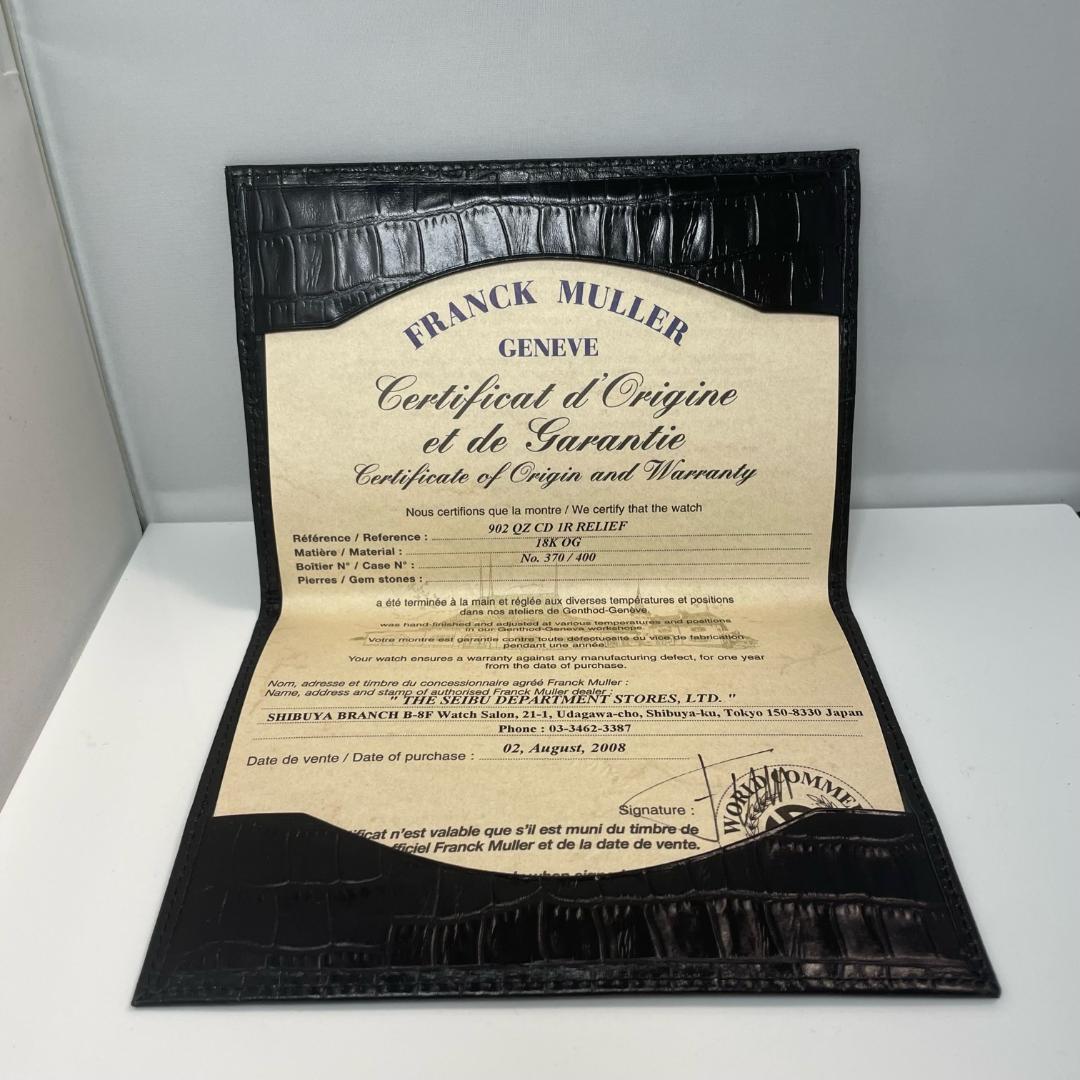 FRANCK MULLER
GENEVE
Certificat d'Origine
et de Garantie
Certificate of Origin and Warranty
Nous certifions que la montre / We certify that the watch
Référence / Reference : 902 QZ CD 1R RELIEF
Matière / Material : 18K OG
Boîtier N° / Case N° : No. 370 / 400
Pierres / Gem stones :
a été terminée à la main et réglée aux diverses températures et positions
dans nos ateliers de Genthod-Genève.
was hand-finished and adjusted at various temperatures and positions
in our Genthod-Geneva workshops.
Votre montre est garantie contre toute défectuosité ou vice de fabrication,
pendant une année.
Your watch ensures a warranty against any manufacturing defect, for one year
from the date of purchase.
Nom, adresse et timbre du concessionnaire agréé Franck Muller :
Name, address and stamp of authorised Franck Muller dealer :
" THE SEIBU DEPARTMENT STORES, LTD. "
SHIBUYA BRANCH B-8F Watch Salon, 21-1, Udagawa-cho, Shibuya-ku, Tokyo 150-8330 Japan
Phone : 03-3462-3387
Date de vente / Date of purchase : 02, August, 2008
Signature :
WORLD COMME
ificat n'est valable que s'il est muni du timbre de
fficiel Franck Muller et de la date de vente.